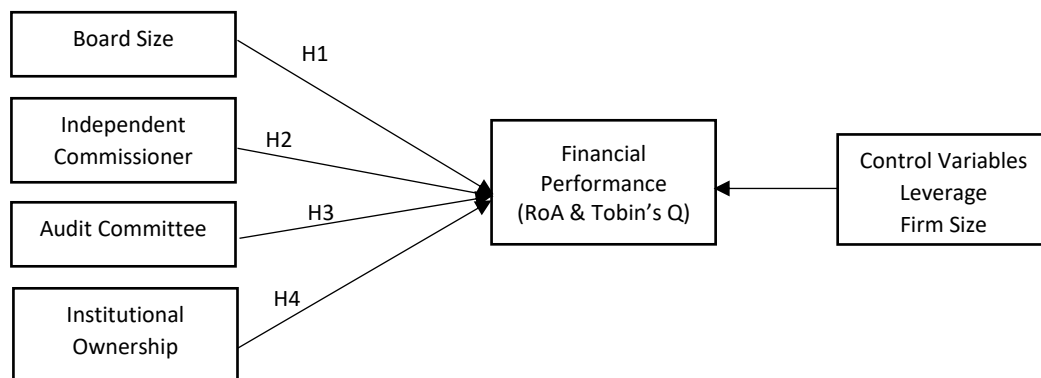 Board Size
H1
Independent
Commissioner
H2
Audit Committee
H3
Institutional
Ownership
H4
Financial
Performance
(RoA & Tobin’s Q)
Control Variables
Leverage
Firm Size